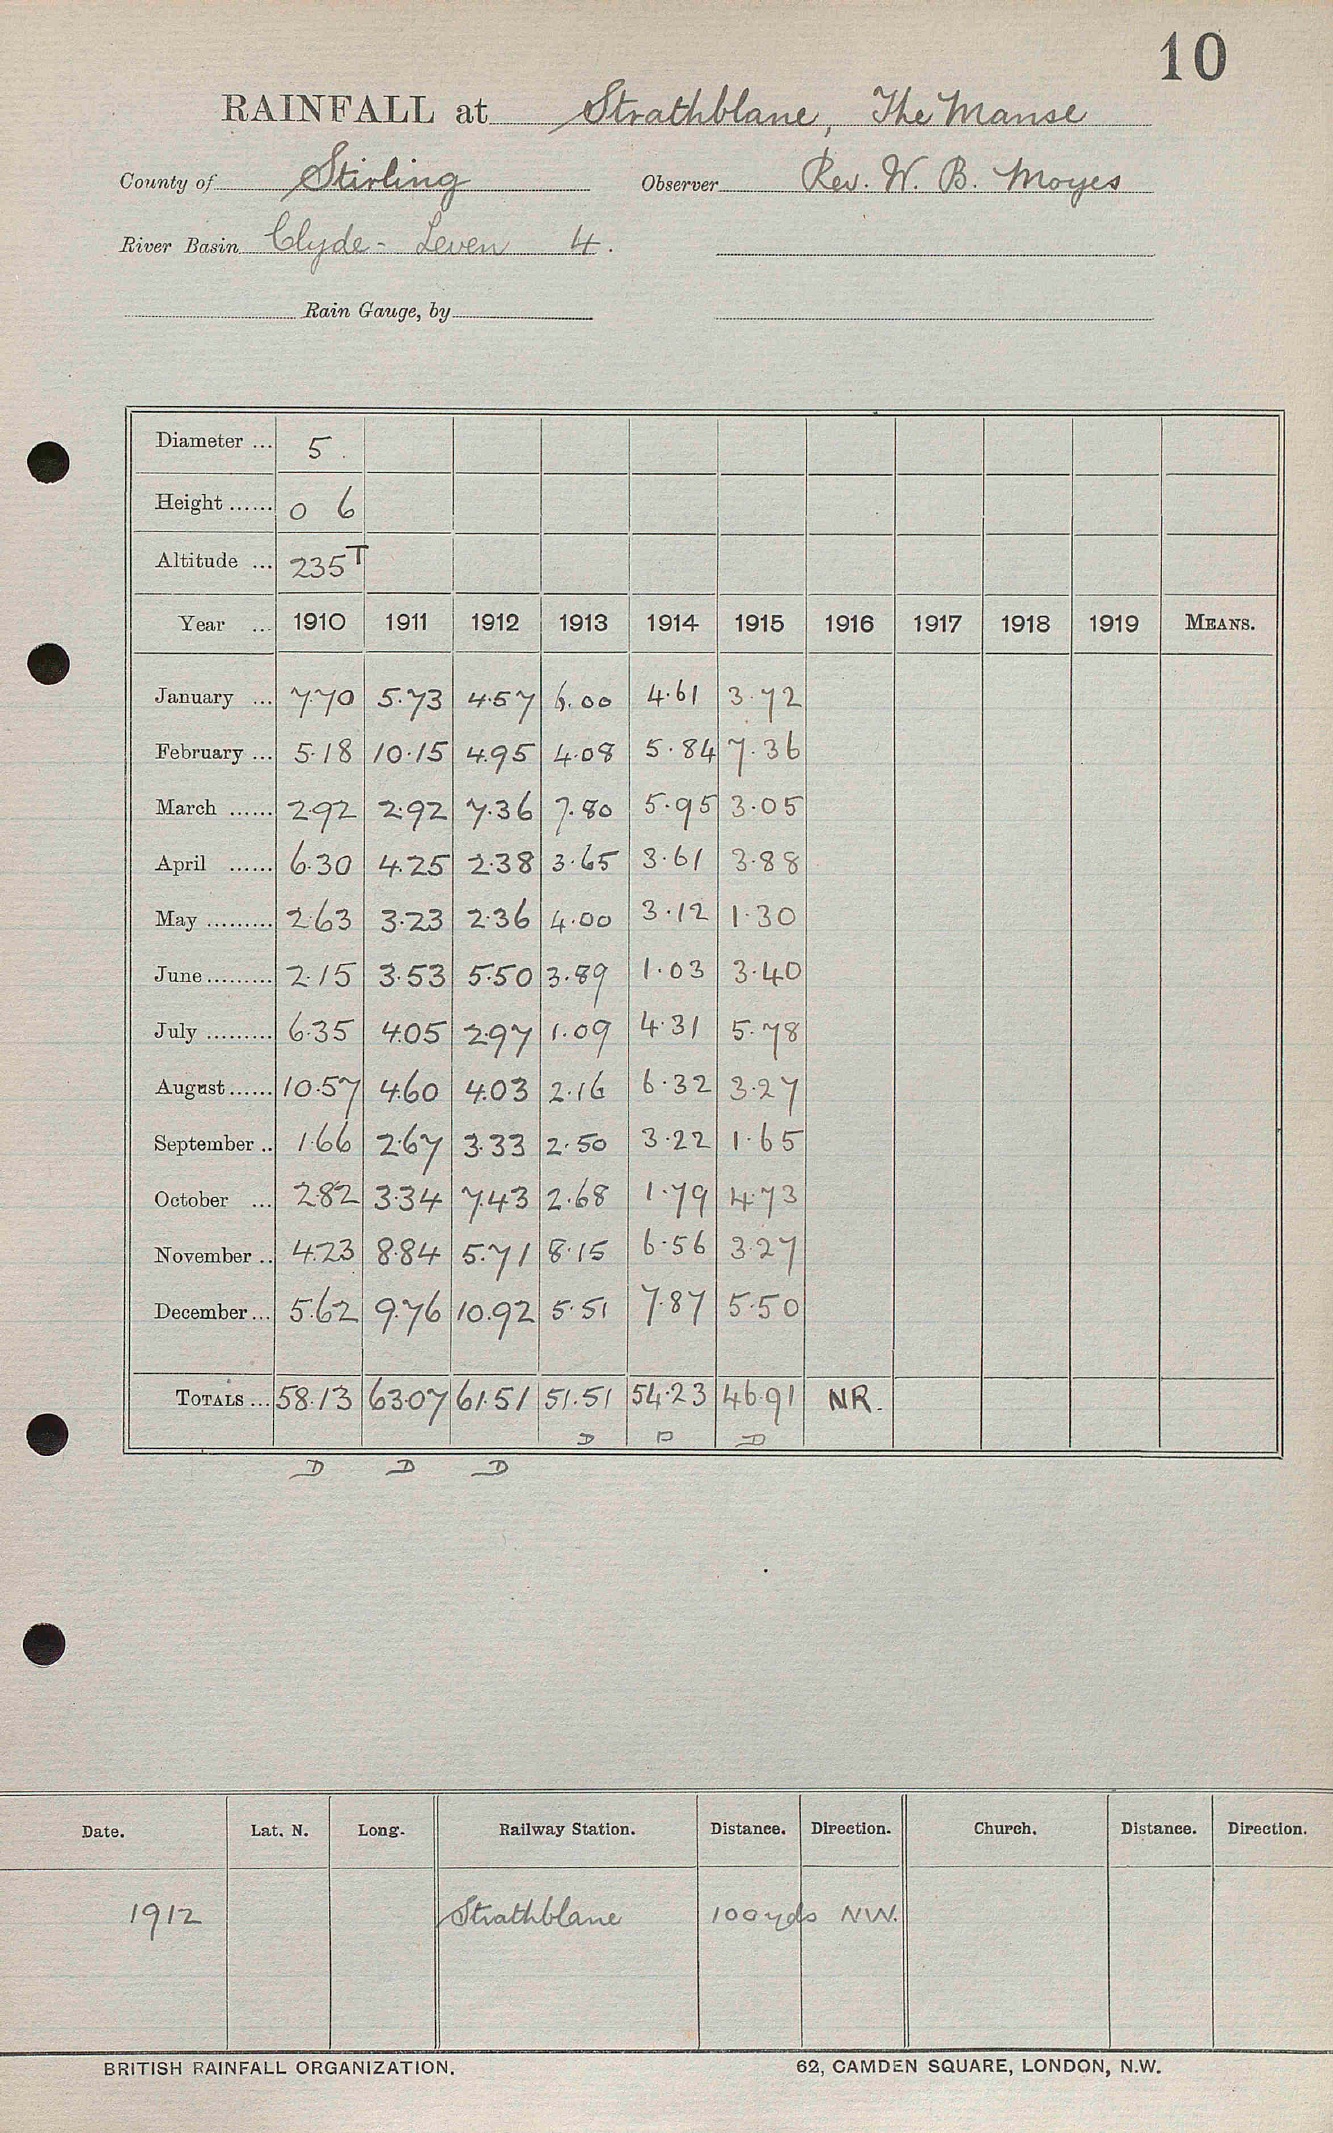 10
RAINFALL at Strathblane, The Manse
County of Stirling Observer Rev. W. B. Moyes
River Basin Clyde - Leven 4.
Rain Gauge, by
Diameter ... 5
Height ...... 0 6
Altitude ... 235T
Year ... 1910 1911 1912 1913 1914 1915 1916 1917 1918 1919 MEANS.
January ... 7.70 5.73 4.57 6.00 4.61 3.72
February ... 5.18 10.15 4.95 4.08 5.84 7.36
March ...... 2.92 2.92 7.36 7.80 5.95 3.05
April ...... 6.30 4.25 2.38 3.65 3.61 3.88
May ......... 2.63 3.23 2.36 4.00 3.12 1.30
June ......... 2.15 3.53 5.50 3.89 1.03 3.40
July ......... 6.35 4.05 2.97 1.09 4.31 5.78
August ...... 10.57 4.60 4.03 2.16 6.32 3.27
September .. 1.66 2.67 3.33 2.50 3.22 1.65
October ... 2.82 3.34 7.43 2.68 1.79 4.73
November .. 4.23 8.84 5.71 8.15 6.56 3.27
December ... 5.62 9.76 10.92 5.51 7.87 5.50
TOTALS ... 58.13 63.07 61.51 51.51 54.23 46.91 NR.
D D D
D D D
Date. Lat. N. Long. Railway Station. Distance. Direction. Church. Distance. Direction.
1912 Strathblane 100 yds NW.
BRITISH RAINFALL ORGANIZATION. 62, CAMDEN SQUARE, LONDON, N.W.